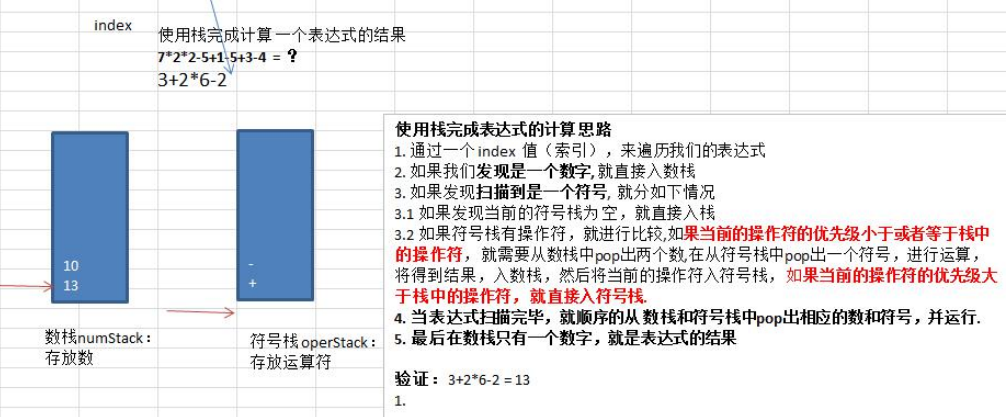 index
使用栈完成计算 一个表达式的结果
7*2*2-5+1-5+3-4 = ?
3+2*6-2
10
13
-
+
数栈numStack：
存放数
符号栈 operStack：
存放运算符
使用栈完成表达式的计算 思路
1. 通过一个 index 值（索引），来遍历我们的表达式
2. 如果我们发现是一个数字, 就直接入数栈
3. 如果发现扫描到是一个符号, 就分如下情况
3.1 如果发现当前的符号栈为 空，就直接入栈
3.2 如果符号栈有操作符，就进行比较,如果当前的操作符的优先级小于或者等于栈中
的操作符， 就需要从数栈中pop出两个数,在从符号栈中pop出一个符号，进行运算，
将得到结果，入数栈，然后将当前的操作符入符号栈， 如果当前的操作符的优先级大
于栈中的操作符， 就直接入符号栈.
4. 当表达式扫描完毕，就顺序的从 数栈和符号栈中pop出相应的数和符号，并运行.
5. 最后在数栈只有一个数字，就是表达式的结果
验证：3+2*6-2 = 13
1.